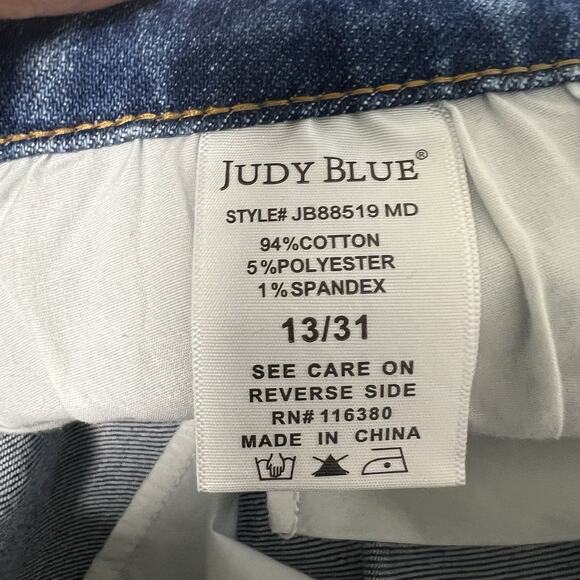 JUDY BLUE®
STYLE# JB88519 MD
94%COTTON
5%POLYESTER
1%SPANDEX
13/31
SEE CARE ON
REVERSE SIDE
RN# 116380
MADE IN CHINA